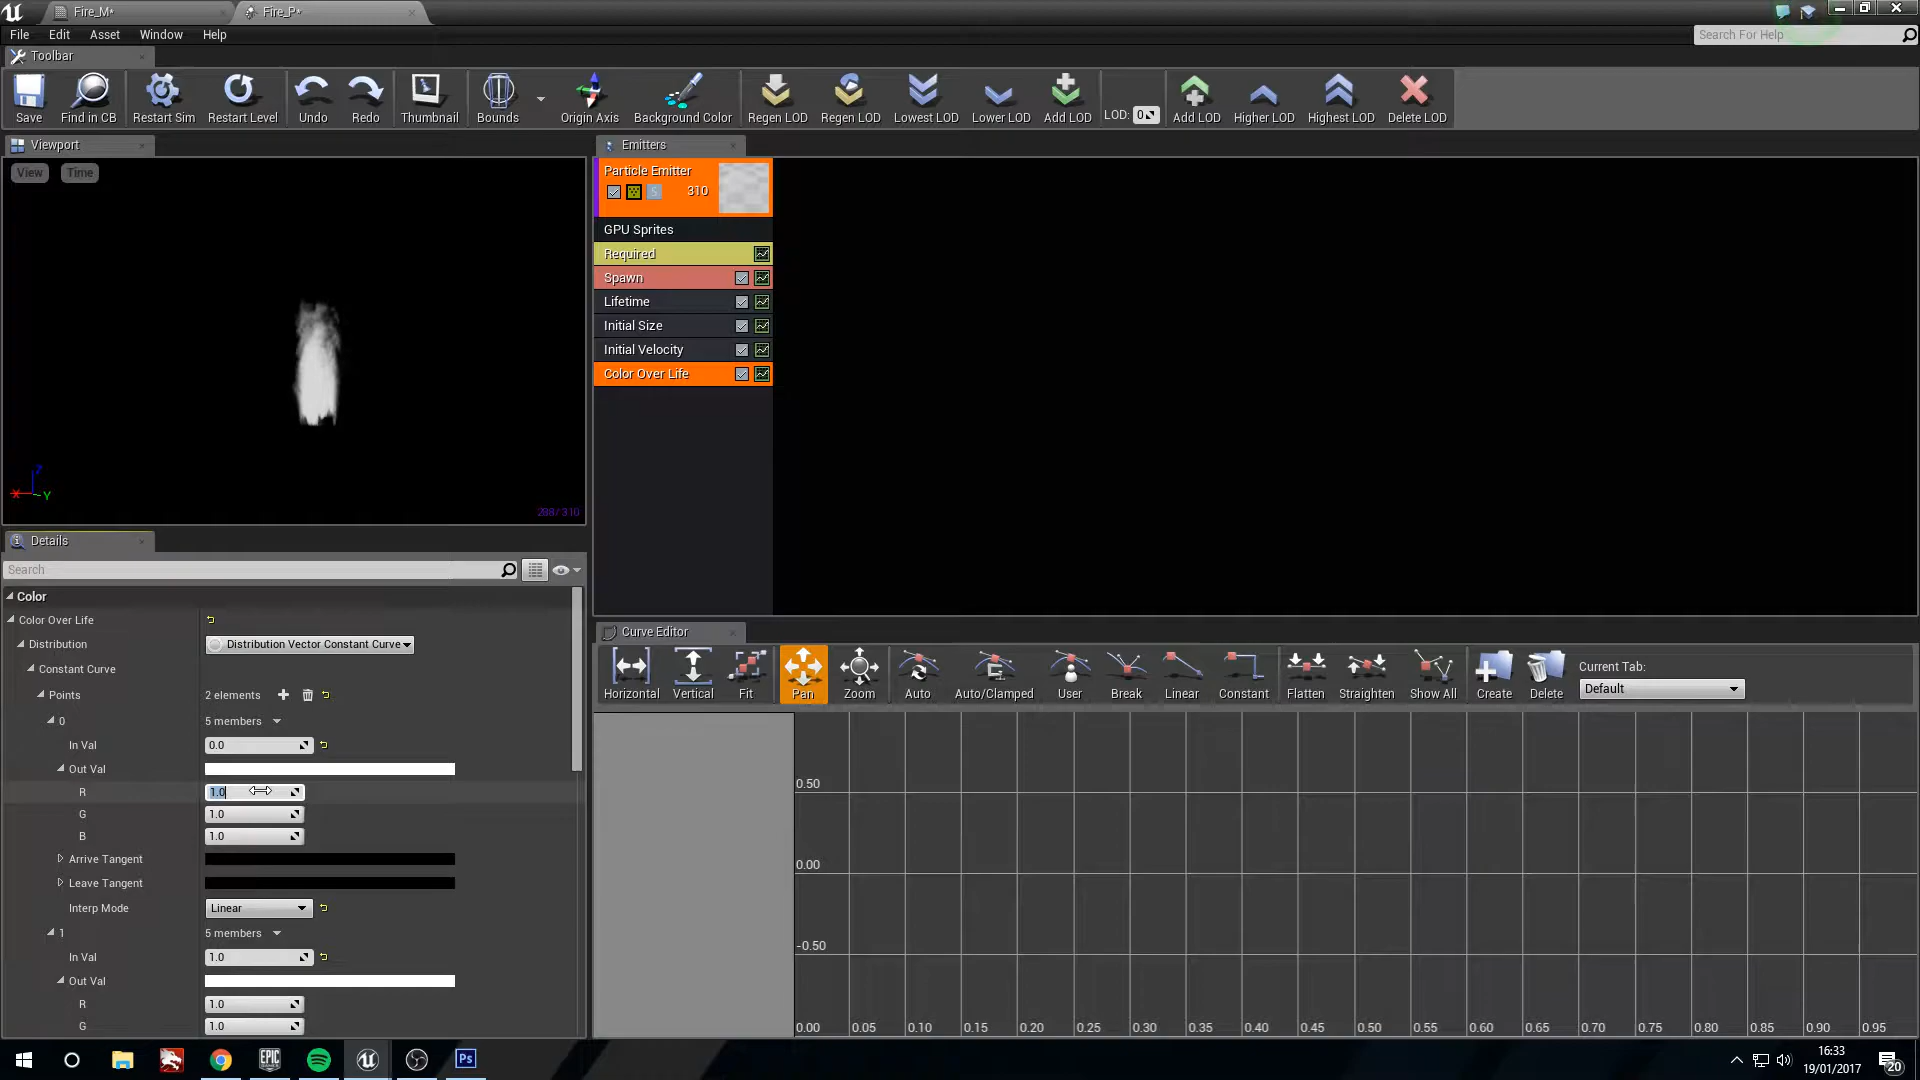 Fire_M*
Fire_P*
File Edit Asset Window Help
Search For Help
Toolbar
Save
Find in CB
Restart Sim
Restart Level
Undo
Redo
Thumbnail
Bounds
Origin Axis
Background Color
Regen LOD
Regen LOD
Lowest LOD
Lower LOD
Add LOD
LOD: 0
Add LOD
Higher LOD
Highest LOD
Delete LOD
Viewport
View
Time
X
Y
Z
288/310
Emitters
Particle Emitter
S
310
GPU Sprites
Required
Spawn
Lifetime
Initial Size
Initial Velocity
Color Over Life
Details
Search
Color
Color Over Life
Distribution Distribution Vector Constant Curve
Constant Curve
Points 2 elements
0 5 members
In Val 0.0
Out Val
R 1.0
G 1.0
B 1.0
Arrive Tangent
Leave Tangent
Interp Mode Linear
1 5 members
In Val 1.0
Out Val
R 1.0
G 1.0
Curve Editor
Horizontal
Vertical
Fit
Pan
Zoom
Auto
Auto/Clamped
User
Break
Linear
Constant
Flatten
Straighten
Show All
Create
Delete
Current Tab:
Default
0.50
0.00
-0.50
0.00 0.05 0.10 0.15 0.20 0.25 0.30 0.35 0.40 0.45 0.50 0.55 0.60 0.65 0.70 0.75 0.80 0.85 0.90 0.95
EPIC
GAMES
Ps
16:33
19/01/2017
20